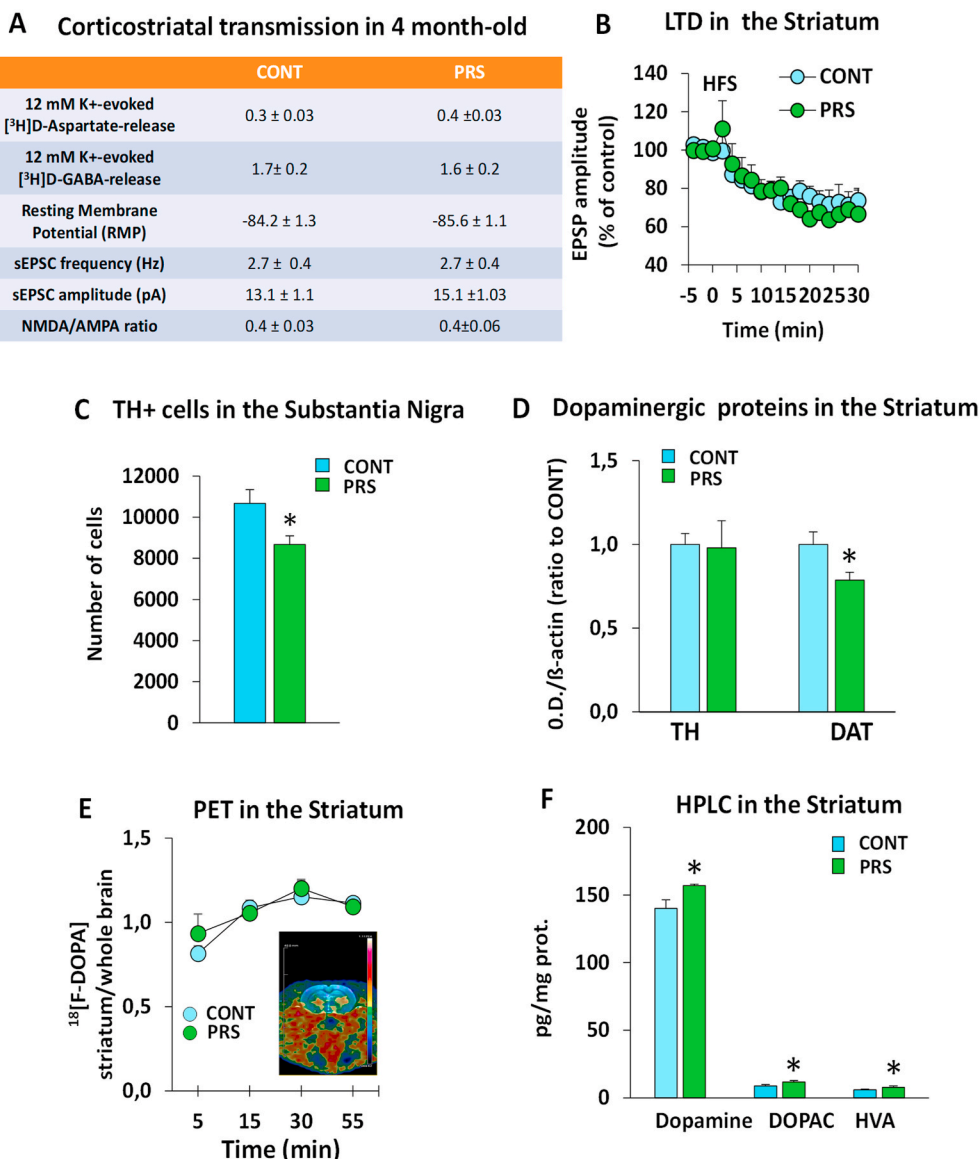 A Corticostriatal transmission in 4 month-old
CONT PRS
12 mM K+-evoked
[³H]D-Aspartate-release 0.3 ± 0.03 0.4 ±0.03
12 mM K+-evoked
[³H]D-GABA-release 1.7± 0.2 1.6 ± 0.2
Resting Membrane
Potential (RMP) -84.2 ± 1.3 -85.6 ± 1.1
sEPSC frequency (Hz) 2.7 ± 0.4 2.7 ± 0.4
sEPSC amplitude (pA) 13.1 ± 1.1 15.1 ±1.03
NMDA/AMPA ratio 0.4 ± 0.03 0.4±0.06
B LTD in the Striatum
EPSP amplitude
(% of control)
140
120
100
80
60
40
HFS
CONT
PRS
-5 0 5 10 15 20 25 30
Time (min)
C TH+ cells in the Substantia Nigra
Number of cells
12000
10000
8000
6000
4000
2000
0
CONT
PRS
*
D Dopaminergic proteins in the Striatum
0.D./ß-actin (ratio to CONT)
1,5
1,0
0,5
0,0
CONT
PRS
*
TH DAT
E PET in the Striatum
¹⁸[F-DOPA]
striatum/whole brain
1,5
1,0
0,5
0,0
CONT
PRS
5 15 30 55
Time (min)
F HPLC in the Striatum
pg/mg prot.
200
150
100
50
0
CONT
PRS
* * *
Dopamine DOPAC HVA